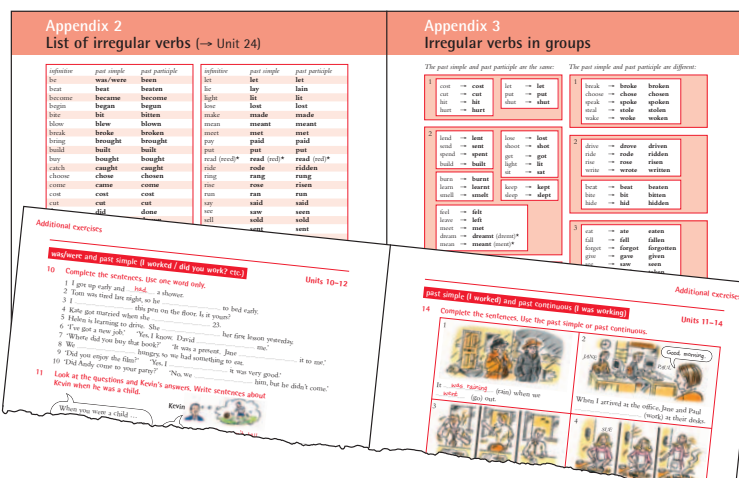 Appendix 2
List of irregular verbs (→ Unit 24)
infinitive past simple past participle
be was/were been
beat beat beaten
become became become
begin began begun
bite bit bitten
blow blew blown
break broke broken
bring brought brought
build built built
buy bought bought
catch caught caught
choose chose chosen
come came come
cost cost cost
cut cut cut
did done
infinitive past simple past participle
let let let
lie lay lain
light lit lit
lose lost lost
make made made
mean meant meant
meet met met
pay paid paid
put put put
read (reed)* read (red)* read (red)*
ride rode ridden
ring rang rung
rise rose risen
run ran run
say said said
see saw seen
sell sold sold
sent sent
Appendix 3
Irregular verbs in groups
The past simple and past participle are the same:
1
cost → cost
cut → cut
hit → hit
hurt → hurt
let → let
put → put
shut → shut
2
lend → lent
send → sent
spend → spent
build → built
lose → lost
shoot → shot
get → got
light → lit
sit → sat
burn → burnt
learn → learnt
smell → smelt
keep → kept
sleep → slept
feel → felt
leave → left
meet → met
dream → dreamt (dremt)*
mean → meant (ment)*
The past simple and past participle are different:
1
break → broke broken
choose → chose chosen
speak → spoke spoken
steal → stole stolen
wake → woke woken
2
drive → drove driven
ride → rode ridden
rise → rose risen
write → wrote written
beat → beat beaten
bite → bit bitten
hide → hid hidden
3
eat → ate eaten
fall → fell fallen
forget → forgot forgotten
give → gave given
see → saw seen
Additional exercises
was/were and past simple (I worked / did you work? etc.)
Units 10–12
10 Complete the sentences. Use one word only.
1 I got up early and had a shower.
2 Tom was tired last night, so he ........ to bed early.
3 I ........ this pen on the floor. Is it yours?
4 Kate got married when she ........ 23.
5 Helen is learning to drive. She ........ her first lesson yesterday.
6 'I've got a new job.' 'Yes, I know. David ........ me.'
7 'Where did you buy that book?' 'It was a present. Jane ........ it to me.'
8 We ........ hungry, so we had something to eat.
9 'Did you enjoy the film?' 'Yes, I ........ it was very good.'
10 'Did Andy come to your party?' 'No, we ........ him, but he didn't come.'
11 Look at the questions and Kevin's answers. Write sentences about
Kevin when he was a child.
When you were a child …
Kevin
Additional exercises
past simple (I worked) and past continuous (I was working)
Units 11–14
14 Complete the sentences. Use the past simple or past continuous.
1
It was raining (rain) when we
went (go) out.
2
JANE
PAUL
Good morning.
When I arrived at the office, Jane and Paul
........ (work) at their desks.
3
4
SUE